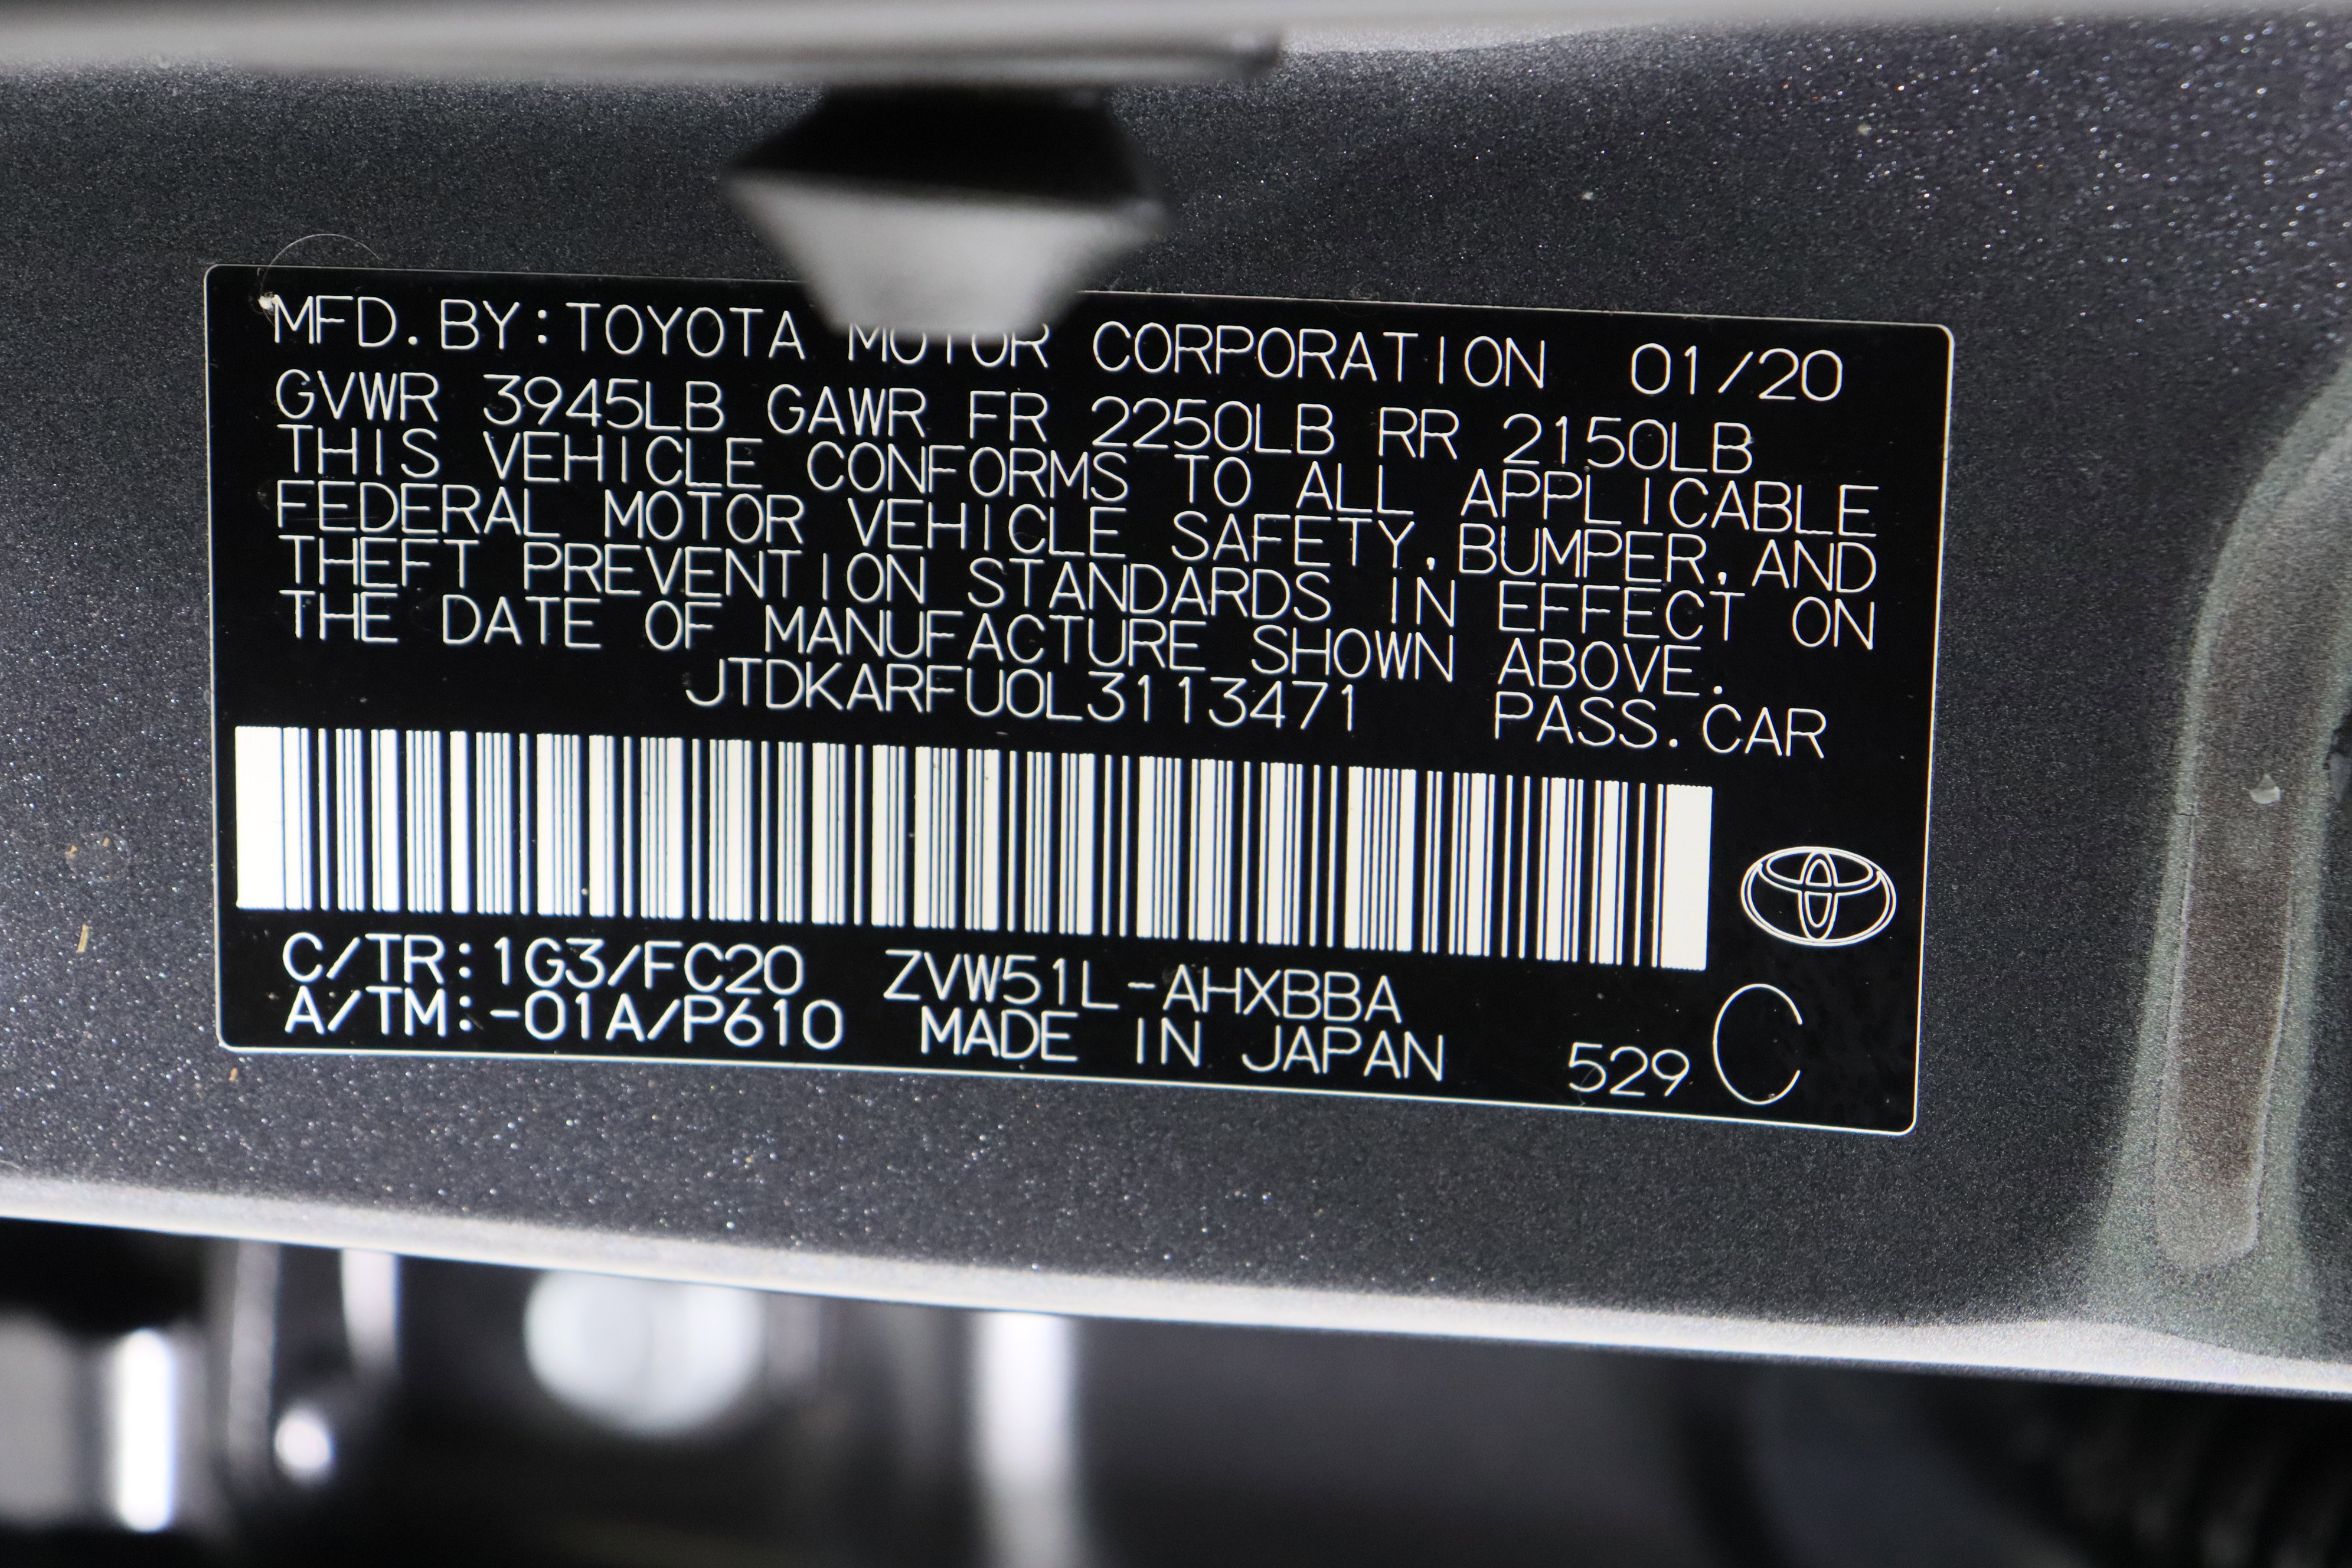 MFD. BY: TOYOTA MOTOR CORPORATION 01/20
GVWR 3945LB GAWR FR 2250LB RR 2150LB
THIS VEHICLE CONFORMS TO ALL APPLICABLE
FEDERAL MOTOR VEHICLE SAFETY, BUMPER, AND
THEFT PREVENTION STANDARDS IN EFFECT ON
THE DATE OF MANUFACTURE SHOWN ABOVE.
JTDKARFU0L3113471 PASS. CAR
C/TR: 1G3/FC20 ZVW51L-AHXBBA
A/TM: -01A/P610 MADE IN JAPAN 529 C